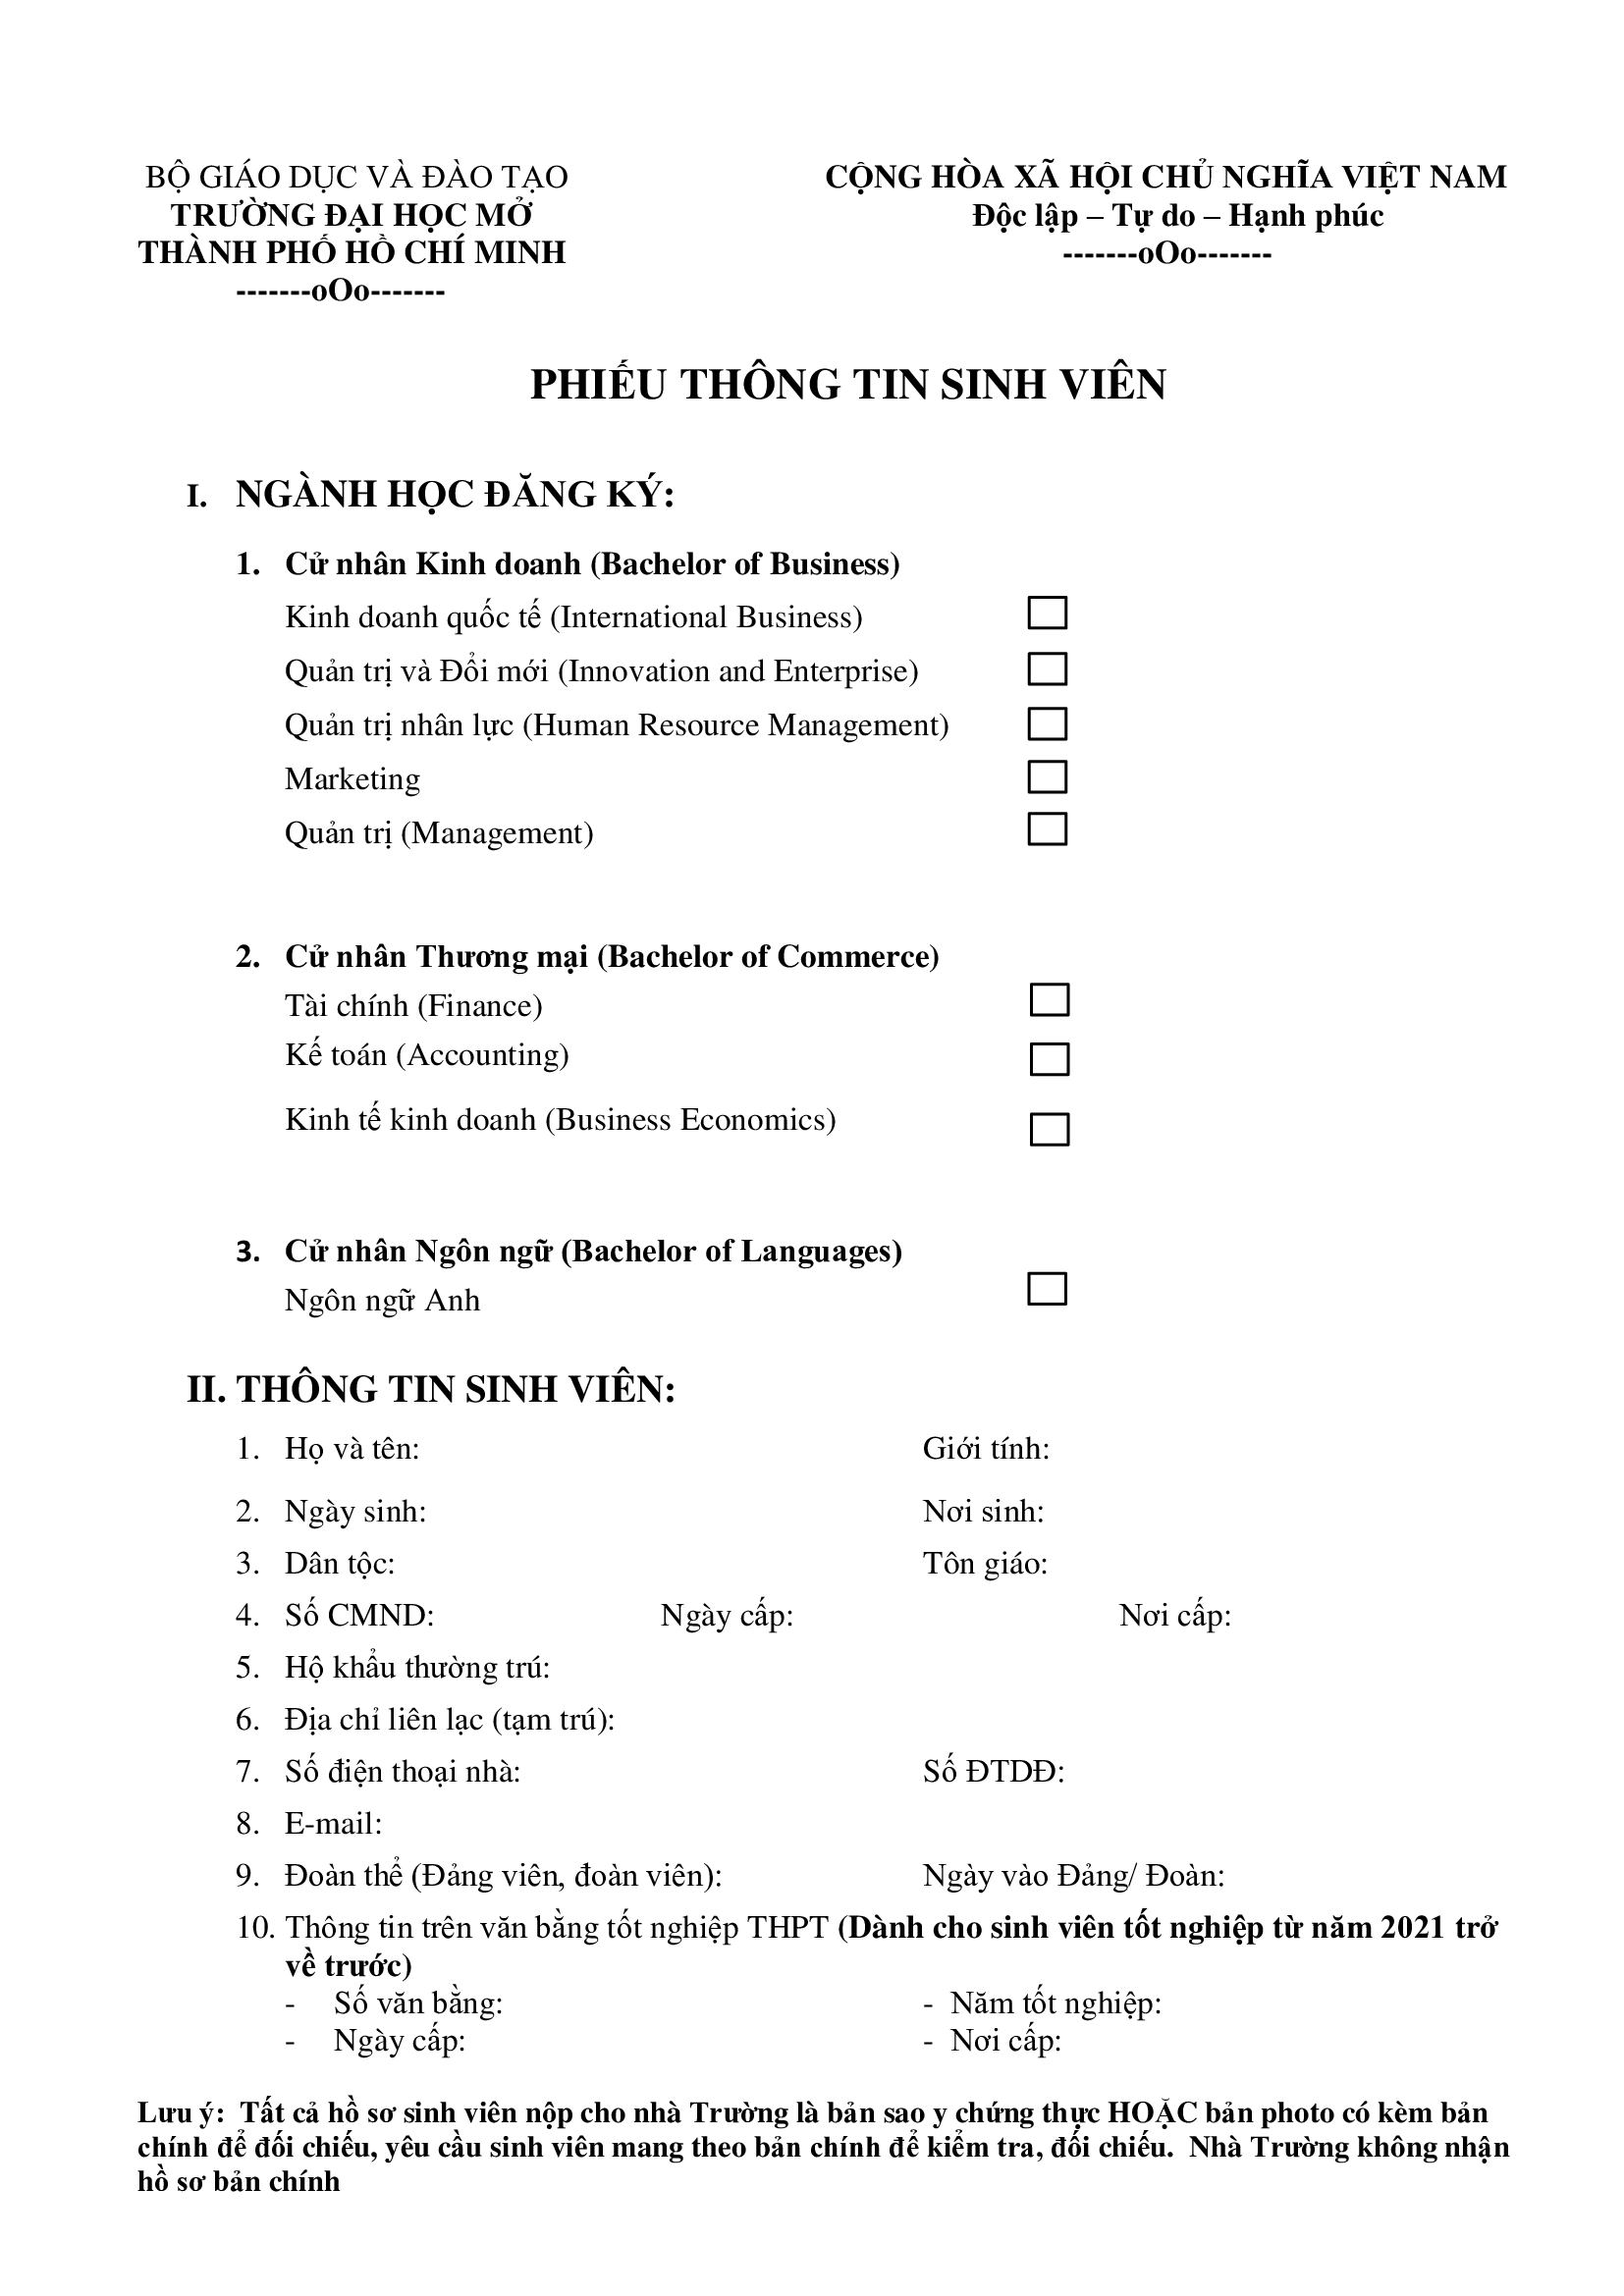 BỘ GIÁO DỤC VÀ ĐÀO TẠO
TRƯỜNG ĐẠI HỌC MỞ
THÀNH PHỐ HỒ CHÍ MINH
-------oOo-------
CỘNG HÒA XÃ HỘI CHỦ NGHĨA VIỆT NAM
Độc lập – Tự do – Hạnh phúc
-------oOo-------
PHIẾU THÔNG TIN SINH VIÊN
I. NGÀNH HỌC ĐĂNG KÝ:
1. Cử nhân Kinh doanh (Bachelor of Business)
Kinh doanh quốc tế (International Business)
Quản trị và Đổi mới (Innovation and Enterprise)
Quản trị nhân lực (Human Resource Management)
Marketing
Quản trị (Management)
2. Cử nhân Thương mại (Bachelor of Commerce)
Tài chính (Finance)
Kế toán (Accounting)
Kinh tế kinh doanh (Business Economics)
3. Cử nhân Ngôn ngữ (Bachelor of Languages)
Ngôn ngữ Anh
II. THÔNG TIN SINH VIÊN:
1. Họ và tên: Giới tính:
2. Ngày sinh: Nơi sinh:
3. Dân tộc: Tôn giáo:
4. Số CMND: Ngày cấp: Nơi cấp:
5. Hộ khẩu thường trú:
6. Địa chỉ liên lạc (tạm trú):
7. Số điện thoại nhà: Số ĐTDĐ:
8. E-mail:
9. Đoàn thể (Đảng viên, đoàn viên): Ngày vào Đảng/ Đoàn:
10. Thông tin trên văn bằng tốt nghiệp THPT (Dành cho sinh viên tốt nghiệp từ năm 2021 trở
về trước)
- Số văn bằng: - Năm tốt nghiệp:
- Ngày cấp: - Nơi cấp:
Lưu ý: Tất cả hồ sơ sinh viên nộp cho nhà Trường là bản sao y chứng thực HOẶC bản photo có kèm bản
chính để đối chiếu, yêu cầu sinh viên mang theo bản chính để kiểm tra, đối chiếu. Nhà Trường không nhận
hồ sơ bản chính